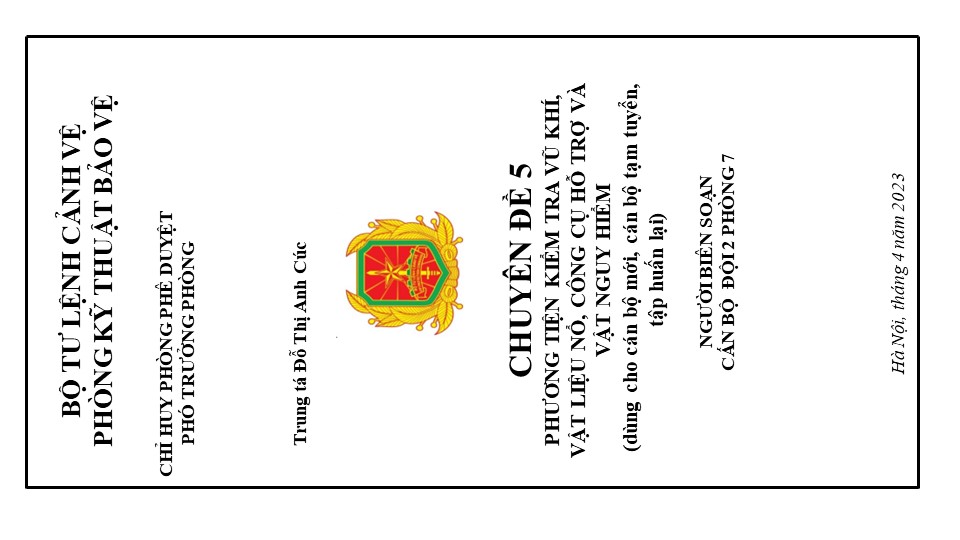 BỘ TƯ LỆNH CẢNH VỆ
PHÒNG KỸ THUẬT BẢO VỆ
CHỈ HUY PHÒNG PHÊ DUYỆT
PHÓ TRƯỞNG PHÒNG
Trung tá Đỗ Thị Anh Cúc
CHUYÊN ĐỀ 5
PHƯƠNG TIỆN KIỂM TRA VŨ KHÍ,
VẬT LIỆU NỔ, CÔNG CỤ HỖ TRỢ VÀ
VẬT NGUY HIỂM
(dùng cho cán bộ mới, cán bộ tạm tuyển,
tập huấn lại)
NGƯỜI BIÊN SOẠN
CẤN BỘ ĐỘI 2 PHÒNG 7
Hà Nội, tháng 4 năm 2023